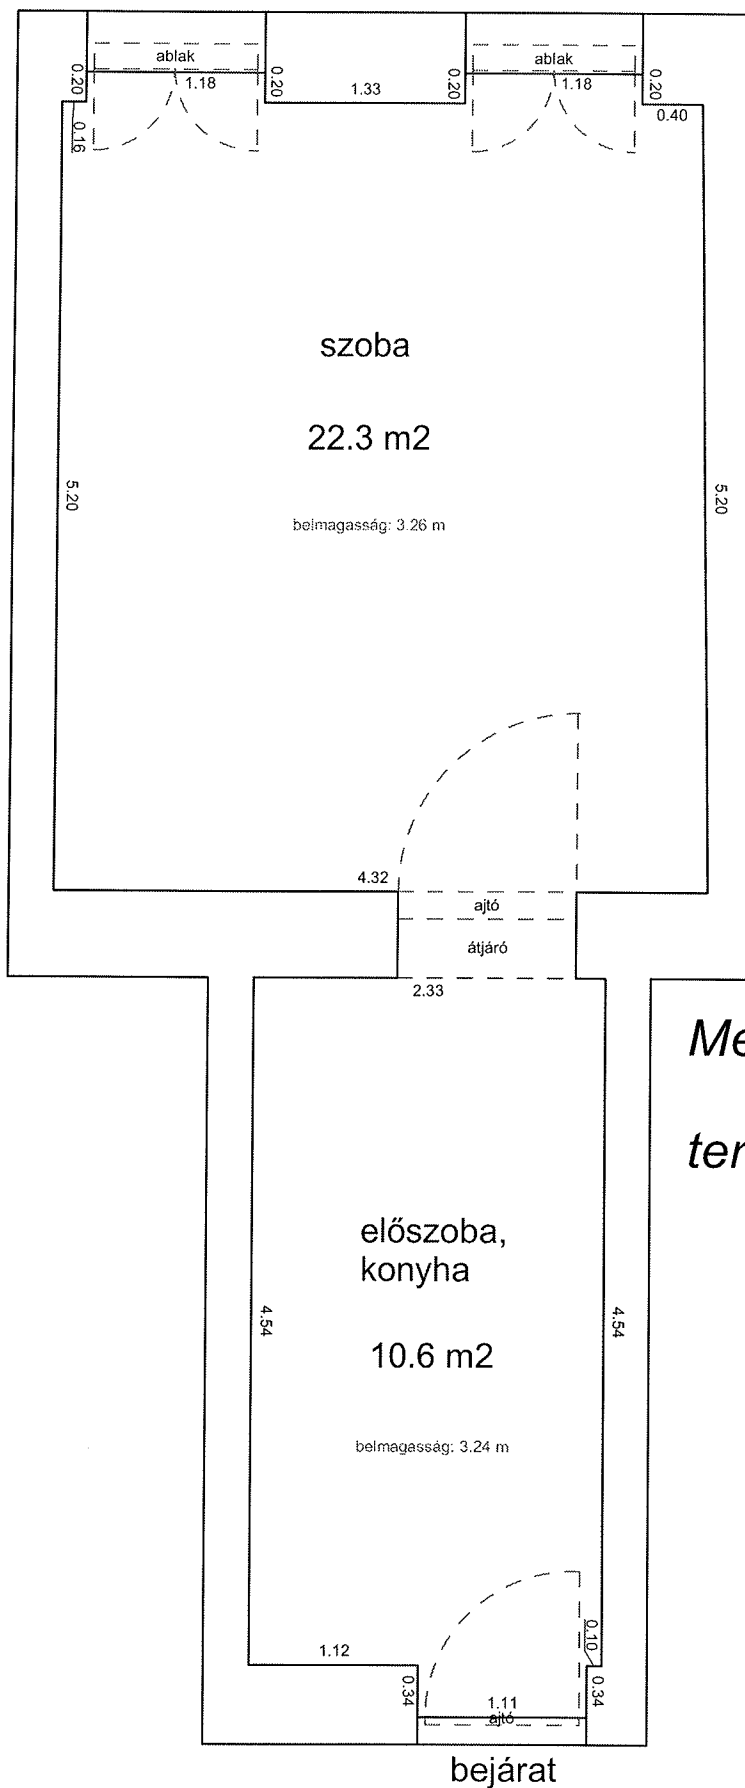 ablak
ablak
0.20
1.18
0.20
1.33
0.20
1.18
0.20
0.40
0.16
szoba
22.3 m2
5.20
5.20
belmagasság: 3.26 m
4.32
ajtó
átjáró
2.33
előszoba,
konyha
4.54
4.54
10.6 m2
belmagasság: 3.24 m
1.12
0.10
0.34
1.11
0.34
ajtó
bejárat